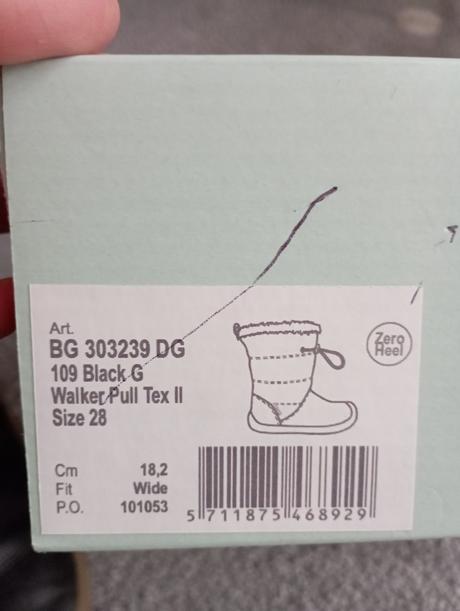 Art.
BG 303239 DG
109 Black G
Walker Pull Tex II
Size 28
Zero
Heel
Cm 18,2
Fit Wide
P.O. 101053
5 711875 468929